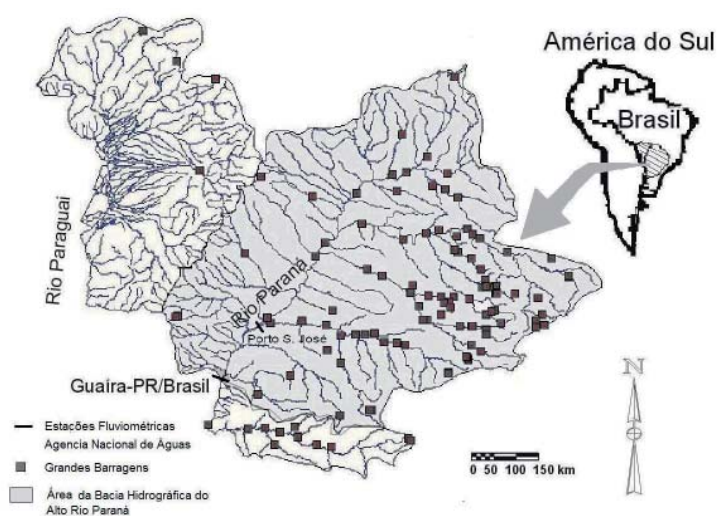 América do Sul
Brasil
Rio Paraguai
Rio Paraná
Porto S. José
Guaíra-PR/Brasil
N
Estacões Fluviométricas
Agencia Nacional de Águas
Grandes Barragens
Área da Bacia Hidrográfica do
Alto Rio Paraná
0 50 100 150 km